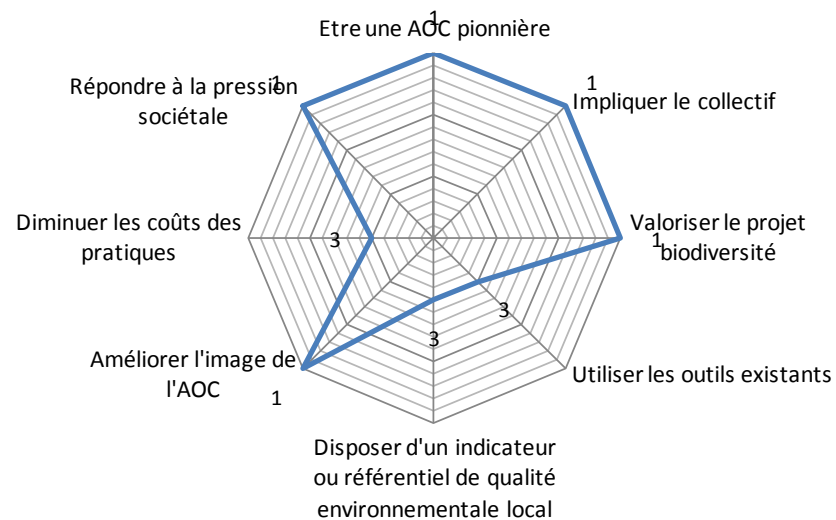 1
Etre une AOC pionnière
1
Impliquer le collectif
1
Valoriser le projet
biodiversité
3
Utiliser les outils existants
3
Disposer d'un indicateur
ou référentiel de qualité
environnementale local
1
Améliorer l'image de
l'AOC
3
Diminuer les coûts des
pratiques
1
Répondre à la pression
sociétale